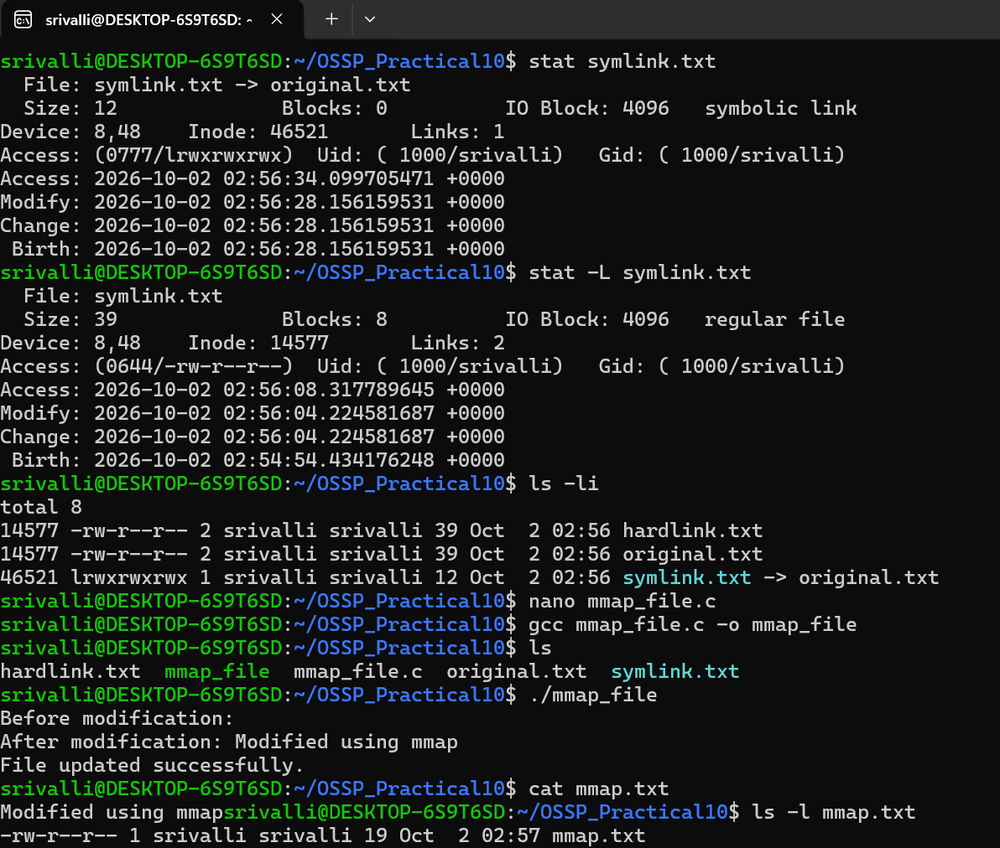 srivalli@DESKTOP-6S9T6SD: ~
srivalli@DESKTOP-6S9T6SD:~/OSSP_Practical10$ stat symlink.txt
  File: symlink.txt -> original.txt
  Size: 12              Blocks: 0          IO Block: 4096   symbolic link
Device: 8,48    Inode: 46521       Links: 1
Access: (0777/lrwxrwxrwx)  Uid: ( 1000/srivalli)   Gid: ( 1000/srivalli)
Access: 2026-10-02 02:56:34.099705471 +0000
Modify: 2026-10-02 02:56:28.156159531 +0000
Change: 2026-10-02 02:56:28.156159531 +0000
 Birth: 2026-10-02 02:56:28.156159531 +0000
srivalli@DESKTOP-6S9T6SD:~/OSSP_Practical10$ stat -L symlink.txt
  File: symlink.txt
  Size: 39              Blocks: 8          IO Block: 4096   regular file
Device: 8,48    Inode: 14577       Links: 2
Access: (0644/-rw-r--r--)  Uid: ( 1000/srivalli)   Gid: ( 1000/srivalli)
Access: 2026-10-02 02:56:08.317789645 +0000
Modify: 2026-10-02 02:56:04.224581687 +0000
Change: 2026-10-02 02:56:04.224581687 +0000
 Birth: 2026-10-02 02:54:54.434176248 +0000
srivalli@DESKTOP-6S9T6SD:~/OSSP_Practical10$ ls -li
total 8
14577 -rw-r--r-- 2 srivalli srivalli 39 Oct  2 02:56 hardlink.txt
14577 -rw-r--r-- 2 srivalli srivalli 39 Oct  2 02:56 original.txt
46521 lrwxrwxrwx 1 srivalli srivalli 12 Oct  2 02:56 symlink.txt -> original.txt
srivalli@DESKTOP-6S9T6SD:~/OSSP_Practical10$ nano mmap_file.c
srivalli@DESKTOP-6S9T6SD:~/OSSP_Practical10$ gcc mmap_file.c -o mmap_file
srivalli@DESKTOP-6S9T6SD:~/OSSP_Practical10$ ls
hardlink.txt  mmap_file  mmap_file.c  original.txt  symlink.txt
srivalli@DESKTOP-6S9T6SD:~/OSSP_Practical10$ ./mmap_file
Before modification:
After modification: Modified using mmap
File updated successfully.
srivalli@DESKTOP-6S9T6SD:~/OSSP_Practical10$ cat mmap.txt
Modified using mmapsrivalli@DESKTOP-6S9T6SD:~/OSSP_Practical10$ ls -l mmap.txt
-rw-r--r-- 1 srivalli srivalli 19 Oct  2 02:57 mmap.txt